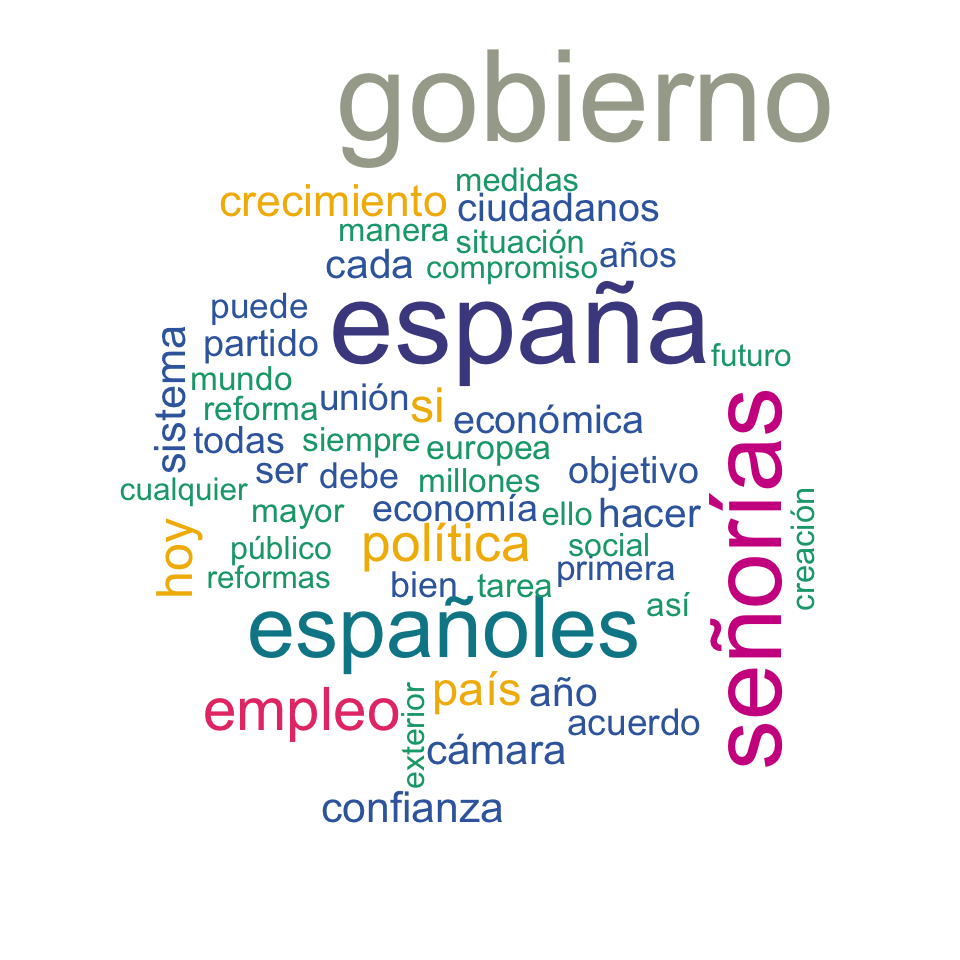 gobierno
medidas
crecimiento
ciudadanos
manera
situación
años
cada
compromiso
puede
españa
partido
futuro
sistema
mundo
unión
si
reforma
económica
todas
siempre
europea
ser
debe
millones
objetivo
señorías
cualquier
mayor
economía
ello
hacer
creación
hoy
público
política
social
reformas
bien
tarea
primera
españoles
así
empleo
exterior
país
año
acuerdo
cámara
confianza